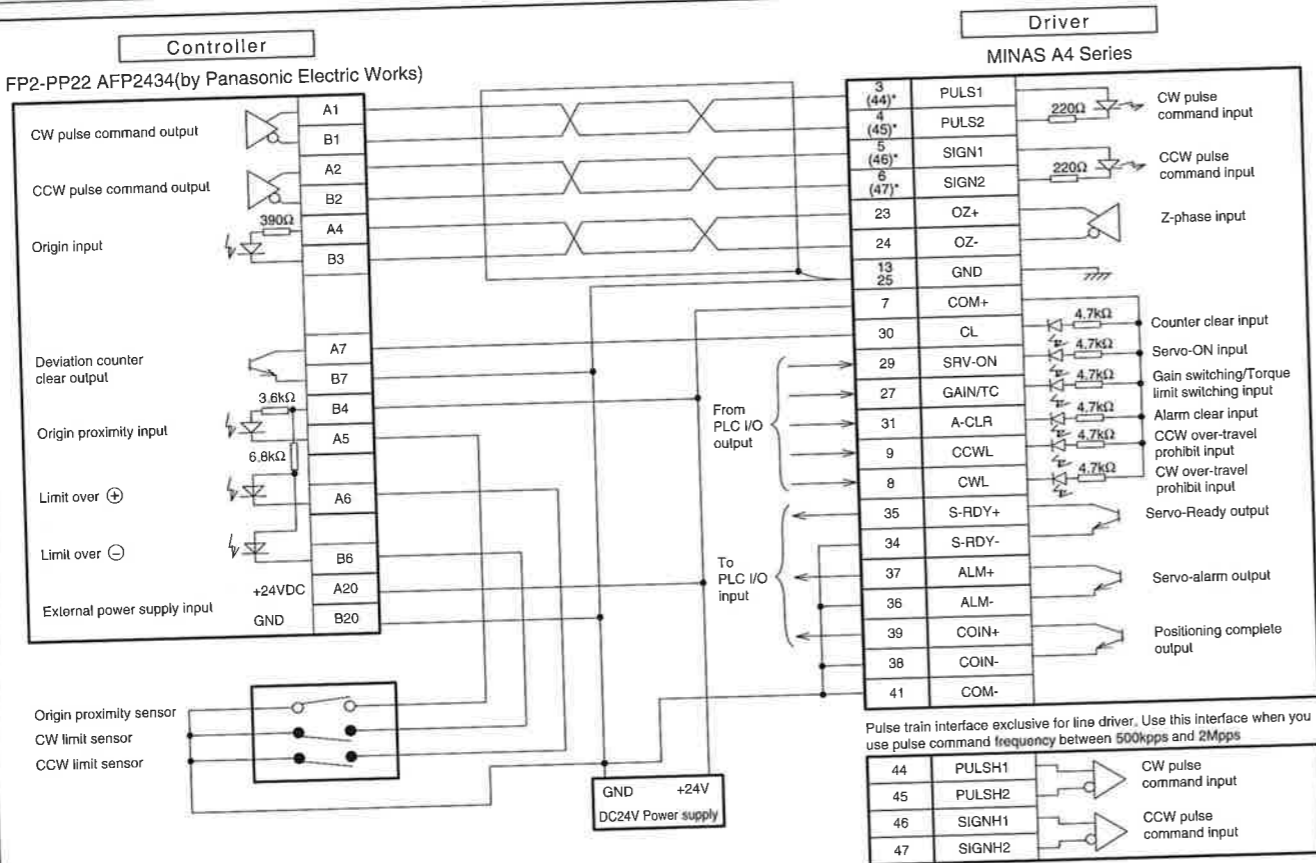 Controller
FP2-PP22 AFP2434(by Panasonic Electric Works)
CW pulse command output
CCW pulse command output
Origin input
390Ω
Deviation counter
clear output
3.6kΩ
Origin proximity input
6.8kΩ
Limit over ⊕
Limit over ⊖
+24VDC
External power supply input
GND
A1
B1
A2
B2
A4
B3
A7
B7
B4
A5
A6
B6
A20
B20
Origin proximity sensor
CW limit sensor
CCW limit sensor
GND +24V
DC24V Power supply
From
PLC I/O
output
To
PLC I/O
input
Driver
MINAS A4 Series
3
(44)* PULS1
4
(45)* PULS2
5
(46)* SIGN1
6
(47)* SIGN2
23 OZ+
24 OZ-
13
25 GND
7 COM+
30 CL
29 SRV-ON
27 GAIN/TC
31 A-CLR
9 CCWL
8 CWL
35 S-RDY+
34 S-RDY-
37 ALM+
36 ALM-
39 COIN+
38 COIN-
41 COM-
220Ω
CW pulse
command input
220Ω
CCW pulse
command input
Z-phase input
4.7kΩ
Counter clear input
4.7kΩ
Servo-ON input
4.7kΩ
Gain switching/Torque
limit switching input
4.7kΩ
Alarm clear input
4.7kΩ
CCW over-travel
prohibit input
4.7kΩ
CW over-travel
prohibit input
Servo-Ready output
Servo-alarm output
Positioning complete
output
Pulse train interface exclusive for line driver. Use this interface when you
use pulse command frequency between 500kpps and 2Mpps
44 PULSH1
45 PULSH2
46 SIGNH1
47 SIGNH2
CW pulse
command input
CCW pulse
command input